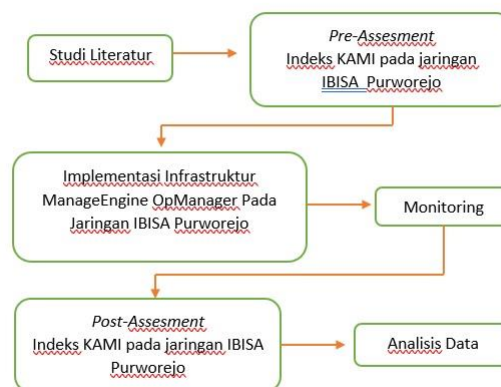 Studi Literatur
Pre-Assesment
Indeks KAMI pada jaringan
IBISA Purworejo
Implementasi Infrastruktur
ManageEngine OpManager Pada
Jaringan IBISA Purworejo
Monitoring
Post-Assesment
Indeks KAMI pada jaringan IBISA
Purworejo
Analisis Data